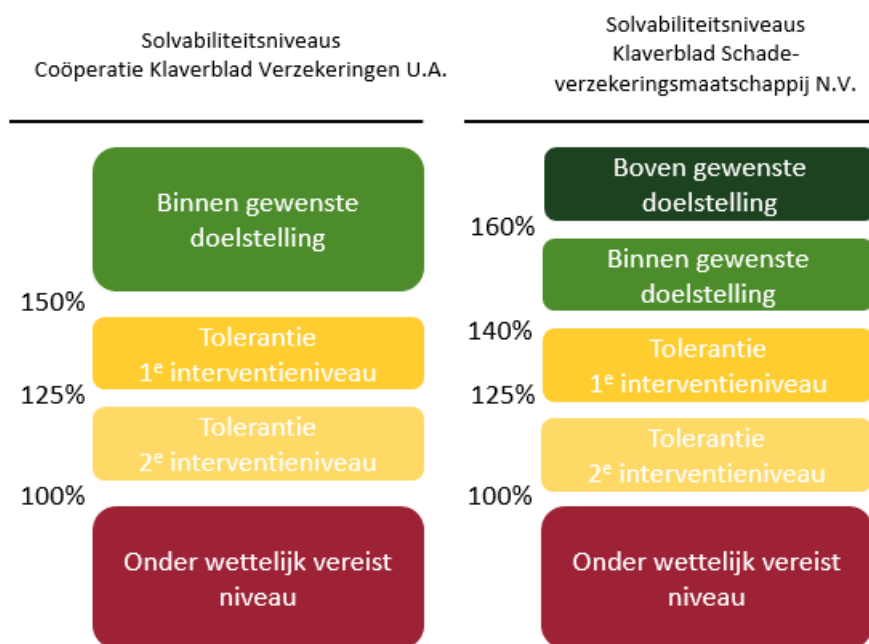 Solvabiliteitsniveaus
Coöperatie Klaverblad Verzekeringen U.A.
Binnen gewenste
doelstelling
150%
Tolerantie
1e interventieniveau
125%
Tolerantie
2e interventieniveau
100%
Onder wettelijk vereist
niveau
Solvabiliteitsniveaus
Klaverblad Schade-
verzekeringsmaatschappij N.V.
Boven gewenste
doelstelling
160%
Binnen gewenste
doelstelling
140%
Tolerantie
1e interventieniveau
125%
Tolerantie
2e interventieniveau
100%
Onder wettelijk vereist
niveau